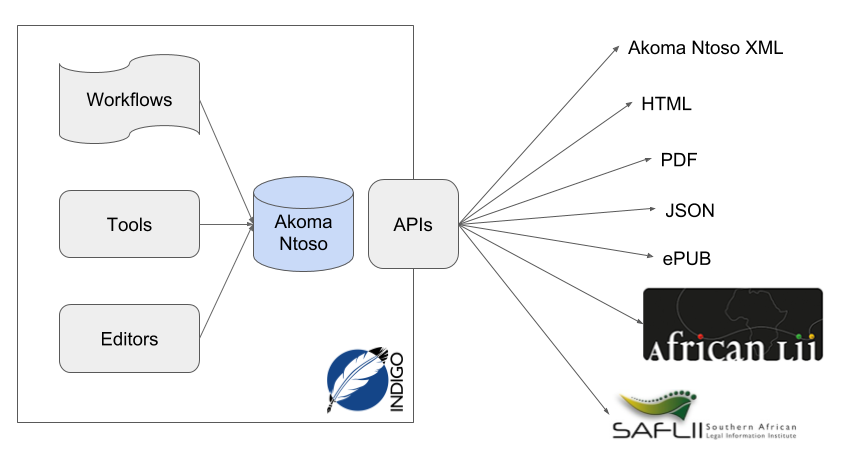 Workflows
Tools
Editors
Akoma
Ntoso
APIs
INDIGO
Akoma Ntoso XML
HTML
PDF
JSON
ePUB
African Lii
SAFLII
Southern African
Legal Information Institute